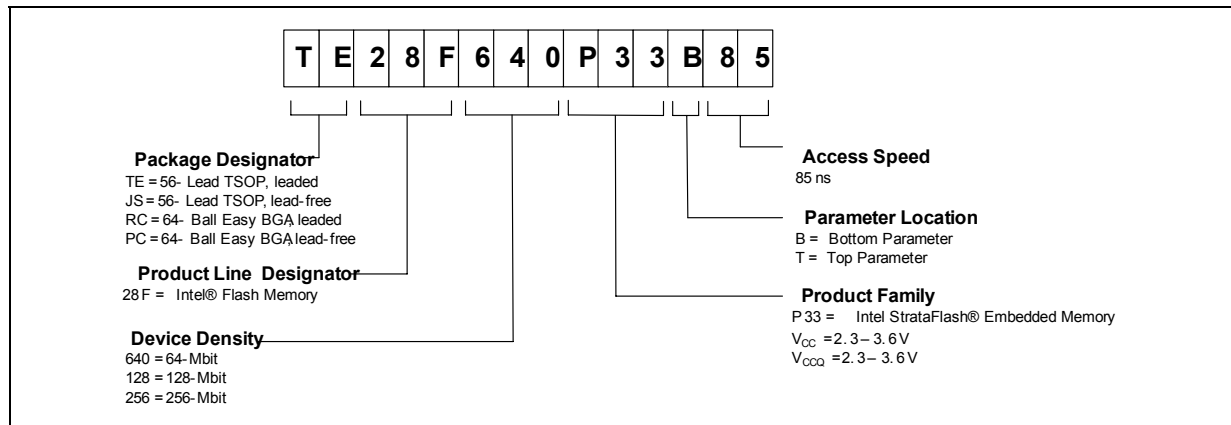 T E 2 8 F 6 4 0 P 3 3 B 8 5
Package Designator
TE = 56- Lead TSOP, leaded
JS = 56- Lead TSOP, lead-free
RC = 64- Ball Easy BGA, leaded
PC = 64- Ball Easy BGA, lead-free
Product Line Designator
28F = Intel® Flash Memory
Device Density
640 = 64-Mbit
128 = 128-Mbit
256 = 256-Mbit
Access Speed
85 ns
Parameter Location
B = Bottom Parameter
T = Top Parameter
Product Family
P33 = Intel StrataFlash® Embedded Memory
VCC = 2.3 – 3.6 V
VCCQ = 2.3 – 3.6 V